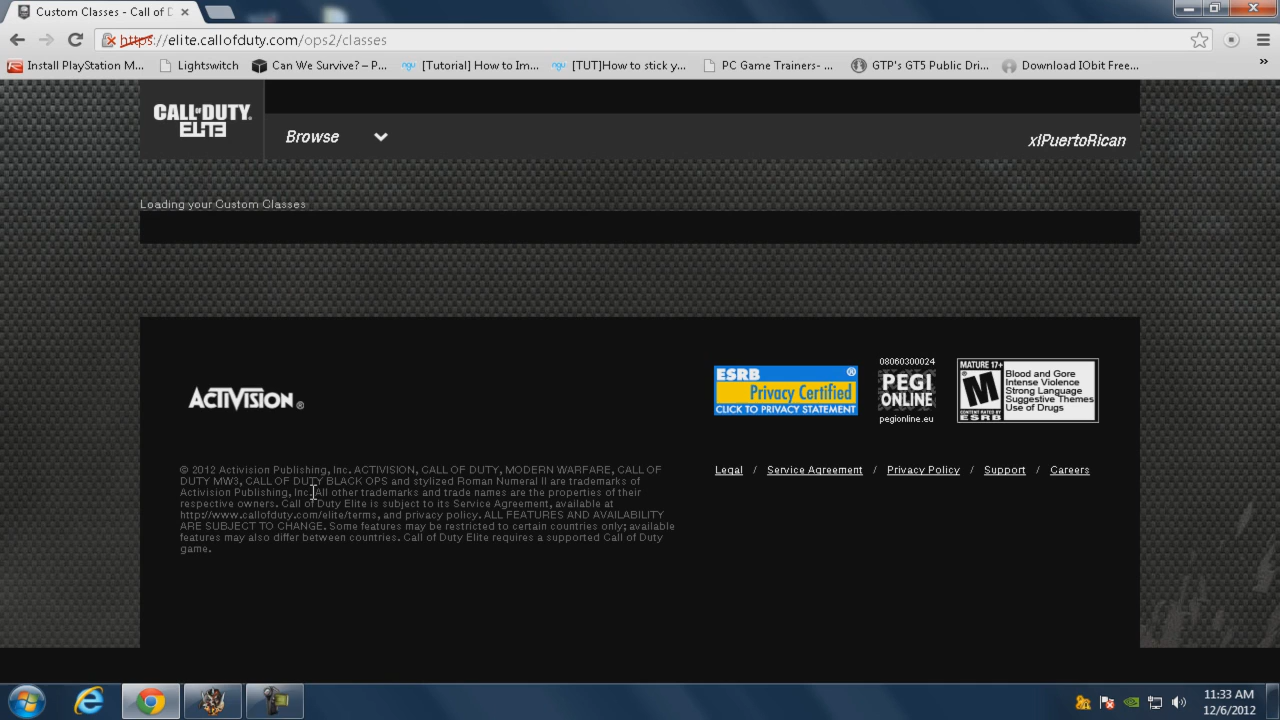 Custom Classes - Call of D
https://elite.callofduty.com/ops2/classes
Install PlayStation M... Lightswitch Can We Survive? – P... [Tutorial] How to Im... [TUT]How to stick y... PC Game Trainers- ... GTP's GT5 Public Dri... Download IObit Free... »
CALL OF DUTY®
ELITE
Browse
xIPuertoRican
Loading your Custom Classes
ACTIVISION®
ESRB ®
Privacy Certified
CLICK TO PRIVACY STATEMENT
08060300024
PEGI
ONLINE
pegionline.eu
MATURE 17+
M
CONTENT RATED BY
ESRB
Blood and Gore
Intense Violence
Strong Language
Suggestive Themes
Use of Drugs
© 2012 Activision Publishing, Inc. ACTIVISION, CALL OF DUTY, MODERN WARFARE, CALL OF
DUTY MW3, CALL OF DUTY BLACK OPS and stylized Roman Numeral II are trademarks of
Activision Publishing, Inc. All other trademarks and trade names are the properties of their
respective owners. Call of Duty Elite is subject to its Service Agreement, available at
http://www.callofduty.com/elite/terms, and privacy policy. ALL FEATURES AND AVAILABILITY
ARE SUBJECT TO CHANGE. Some features may be restricted to certain countries only; available
features may also differ between countries. Call of Duty Elite requires a supported Call of Duty
game.
Legal / Service Agreement / Privacy Policy / Support / Careers
11:33 AM
12/6/2012